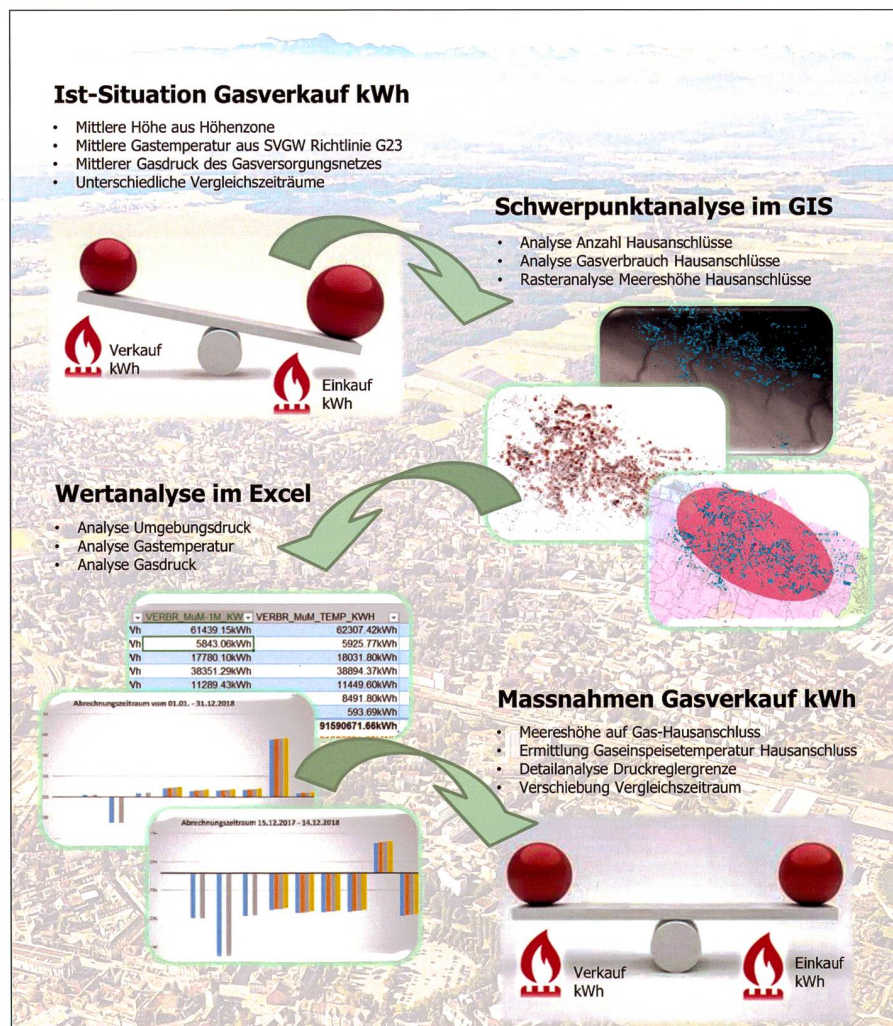 Ist-Situation Gasverkauf kWh
• Mittlere Höhe aus Höhenzone
• Mittlere Gastemperatur aus SVGW Richtlinie G23
• Mittlerer Gasdruck des Gasversorgungsnetzes
• Unterschiedliche Vergleichszeiträume
Verkauf
kWh
Einkauf
kWh
Schwerpunktanalyse im GIS
• Analyse Anzahl Hausanschlüsse
• Analyse Gasverbrauch Hausanschlüsse
• Rasteranalyse Meereshöhe Hausanschlüsse
Wertanalyse im Excel
• Analyse Umgebungsdruck
• Analyse Gastemperatur
• Analyse Gasdruck
VERBR_MuM-1M_KW VERBR_MuM_TEMP_KWH
61439.15kWh 62307.42kWh
5843.06kWh 5925.77kWh
17780.10kWh 18031.80kWh
38351.29kWh 38894.37kWh
11289.43kWh 11449.60kWh
8491.80kWh
593.69kWh
91590671.66kWh
Abrechnungszeitraum vom 01.01. - 31.12.2018
Abrechnungszeitraum 15.12.2017 - 14.12.2018
Massnahmen Gasverkauf kWh
• Meereshöhe auf Gas-Hausanschluss
• Ermittlung Gaseinspeisetemperatur Hausanschluss
• Detailanalyse Druckreglergrenze
• Verschiebung Vergleichszeitraum
Verkauf
kWh
Einkauf
kWh